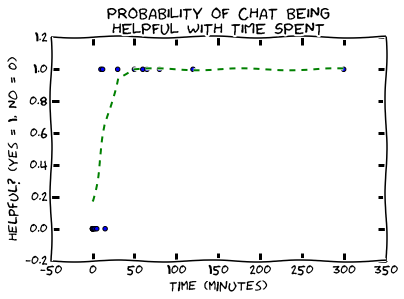 PROBABILITY OF CHAT BEING
HELPFUL WITH TIME SPENT
HELPFUL? (YES = 1, NO = 0)
1.2
1.0
0.8
0.6
0.4
0.2
0.0
-0.2
-50 0 50 100 150 200 250 300 350
TIME (MINUTES)